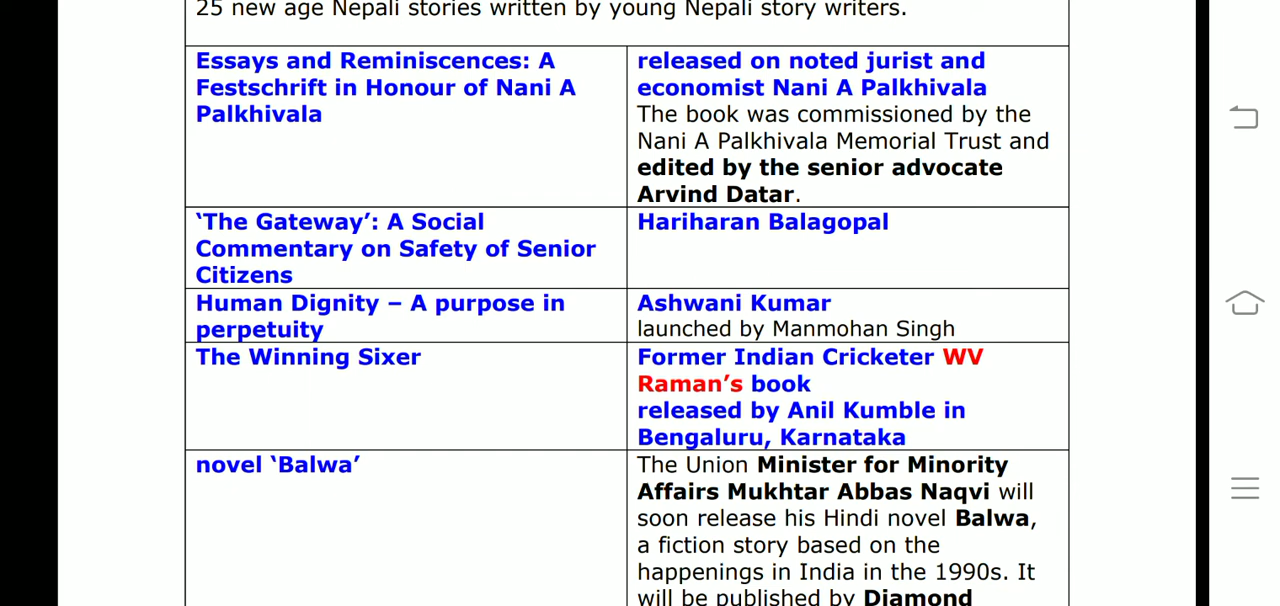 25 new age Nepali stories written by young Nepali story writers.
Essays and Reminiscences: A
Festschrift in Honour of Nani A
Palkhivala
released on noted jurist and
economist Nani A Palkhivala
The book was commissioned by the
Nani A Palkhivala Memorial Trust and
edited by the senior advocate
Arvind Datar.
‘The Gateway’: A Social
Commentary on Safety of Senior
Citizens
Hariharan Balagopal
Human Dignity – A purpose in
perpetuity
Ashwani Kumar
launched by Manmohan Singh
The Winning Sixer
Former Indian Cricketer WV
Raman’s book
released by Anil Kumble in
Bengaluru, Karnataka
novel ‘Balwa’
The Union Minister for Minority
Affairs Mukhtar Abbas Naqvi will
soon release his Hindi novel Balwa,
a fiction story based on the
happenings in India in the 1990s. It
will be published by Diamond